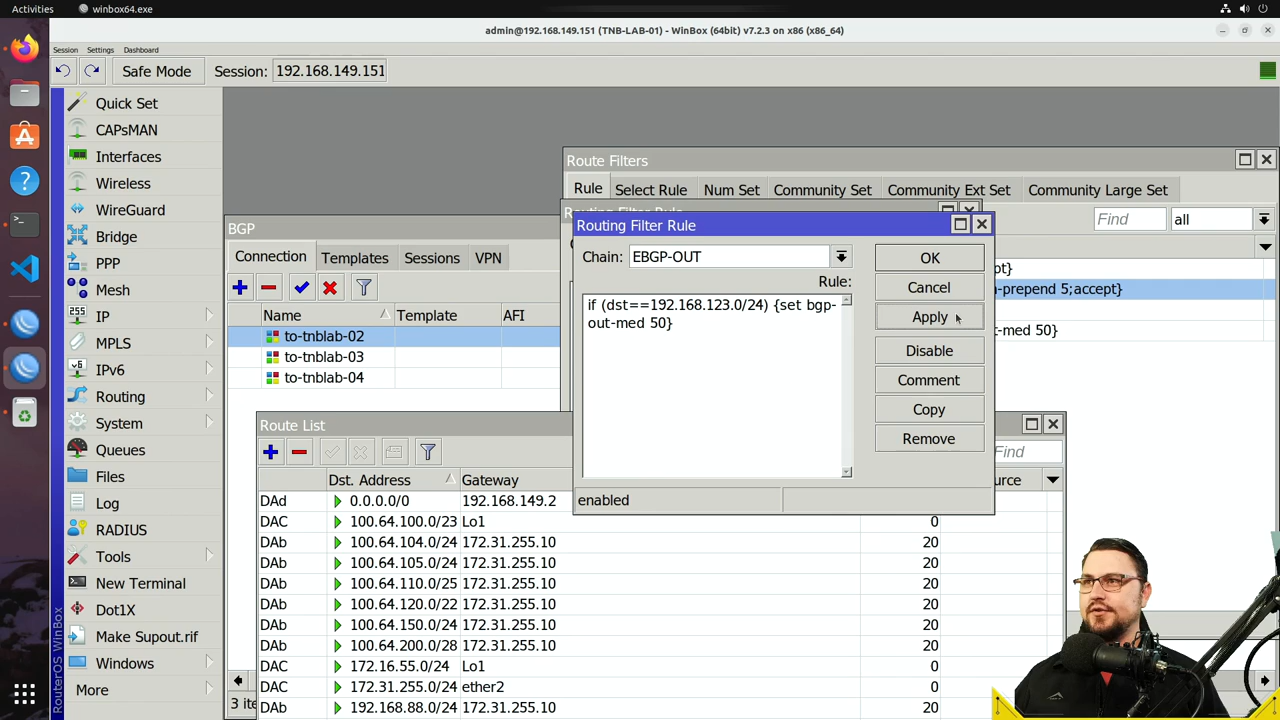 Activities
winbox64.exe
admin@192.168.149.151 (TNB-LAB-01) - WinBox (64bit) v7.2.3 on x86 (x86_64)
Session Settings Dashboard
Safe Mode Session: 192.168.149.151
Quick Set
CAPsMAN
Interfaces
Wireless
WireGuard
Bridge
PPP
Mesh
IP
MPLS
IPv6
Routing
System
Queues
Files
Log
RADIUS
Tools
New Terminal
Dot1X
Make Supout.rif
Windows
More
RouterOS WinBox
Route Filters
Rule Select Rule Num Set Community Set Community Ext Set Community Large Set
Find all
pt}
-prepend 5;accept}
t-med 50}
Routing Filter Rule
Chain: EBGP-OUT
Rule:
if (dst==192.168.123.0/24) {set bgp-
out-med 50}
OK
Cancel
Apply
Disable
Comment
Copy
Remove
enabled
BGP
Connection Templates Sessions VPN
Name Template AFI
to-tnblab-02
to-tnblab-03
to-tnblab-04
3 ite
Route List
Find
Dst. Address Gateway urce
DAd 0.0.0.0/0 192.168.149.2
DAC 100.64.100.0/23 Lo1 0
DAb 100.64.104.0/24 172.31.255.10 20
DAb 100.64.105.0/24 172.31.255.10 20
DAb 100.64.110.0/25 172.31.255.10 20
DAb 100.64.120.0/22 172.31.255.10 20
DAb 100.64.150.0/24 172.31.255.10 20
DAb 100.64.200.0/28 172.31.255.10 20
DAC 172.16.55.0/24 Lo1 0
DAC 172.31.255.0/24 ether2 0
DAb 192.168.88.0/24 172.31.255.10 20